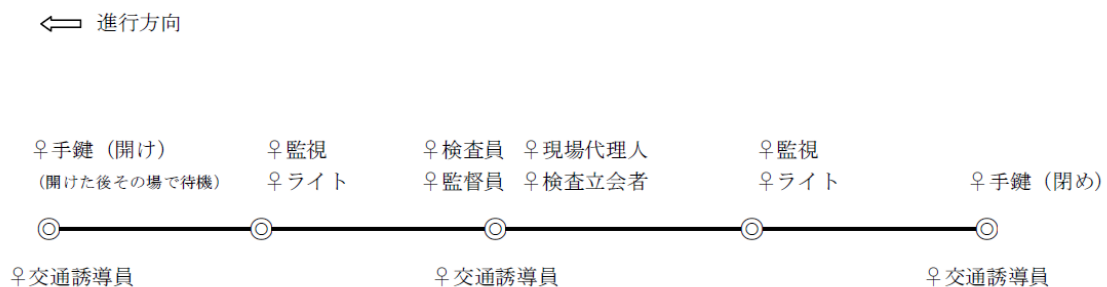 進行方向
♀手鍵（開け） ♀監視 ♀検査員 ♀現場代理人 ♀監視
（開けた後その場で待機） ♀ライト ♀監督員 ♀検査立会者 ♀ライト ♀手鍵（閉め）
♀交通誘導員 ♀交通誘導員 ♀交通誘導員